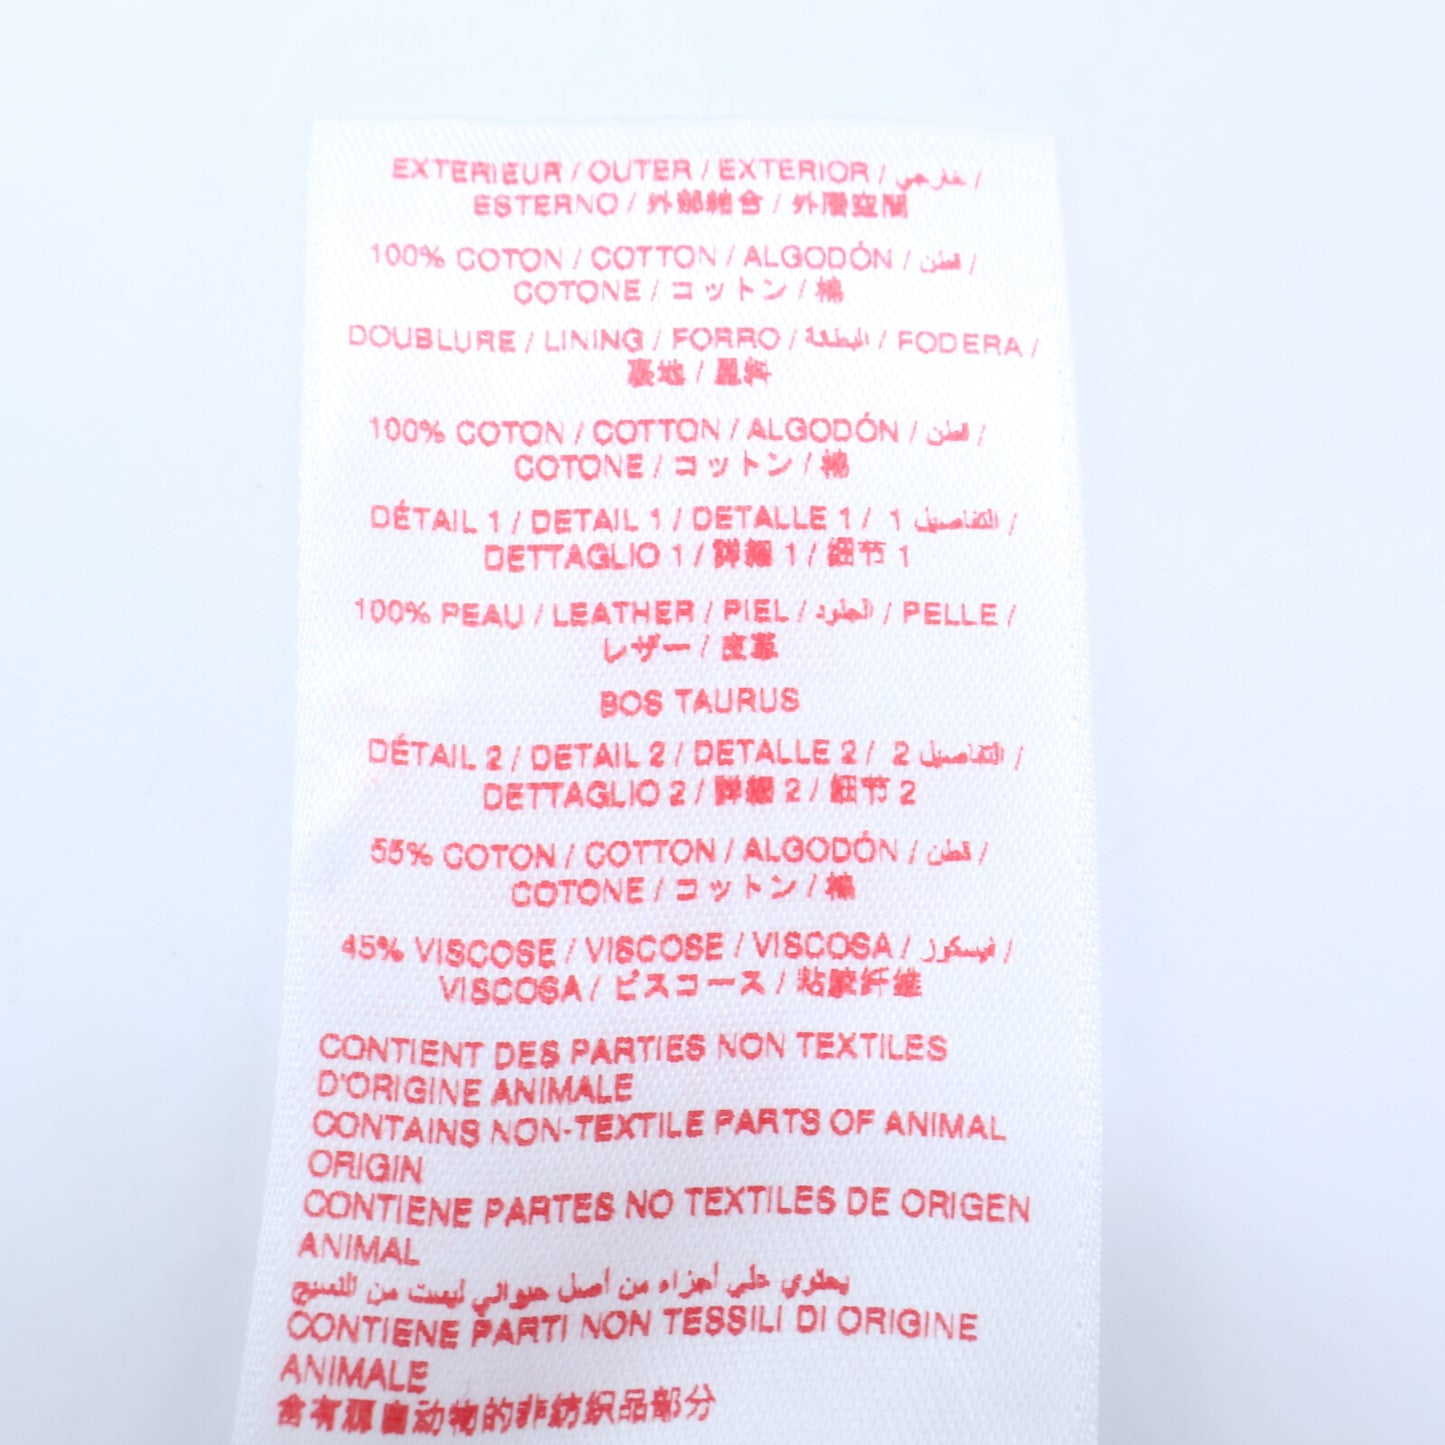 EXTERIEUR / OUTER / EXTERIOR / خارجي /
ESTERNO / 外部結合 / 外層空間
100% COTON / COTTON / ALGODÓN / قطن /
COTONE / コットン / 棉
DOUBLURE / LINING / FORRO / البطانة / FODERA /
裏地 / 里料
100% COTON / COTTON / ALGODÓN / قطن /
COTONE / コットン / 棉
DÉTAIL 1 / DETAIL 1 / DETALLE 1 / التفاصيل 1 /
DETTAGLIO 1 / 詳細 1 / 细节 1
100% PEAU / LEATHER / PIEL / الجلود / PELLE /
レザー / 皮革
BOS TAURUS
DÉTAIL 2 / DETAIL 2 / DETALLE 2 / التفاصيل 2 /
DETTAGLIO 2 / 詳細 2 / 细节 2
55% COTON / COTTON / ALGODÓN / قطن /
COTONE / コットン / 棉
45% VISCOSE / VISCOSE / VISCOSA / فيسكوز /
VISCOSA / ビスコース / 粘胶纤维
CONTIENT DES PARTIES NON TEXTILES
D'ORIGINE ANIMALE
CONTAINS NON-TEXTILE PARTS OF ANIMAL
ORIGIN
CONTIENE PARTES NO TEXTILES DE ORIGEN
ANIMAL
يحتوي على أجزاء من أصل حيواني ليست من النسيج
CONTIENE PARTI NON TESSILI DI ORIGINE
ANIMALE
含有源自动物的非纺织品部分